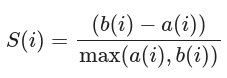 S(i) = (b(i) − a(i)) / max(a(i), b(i))